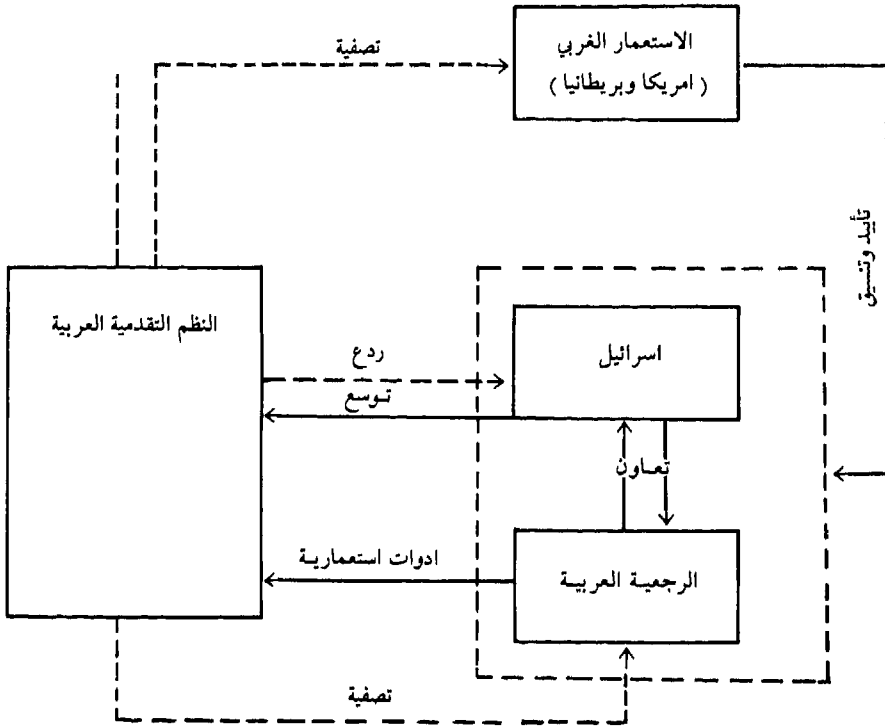 تصفية
الاستعمار الغربي
( امريكا وبريطانيا )
تأييد وتنسيق
النظم التقدمية العربية
ردع
توسع
اسرائيل
تعاون
ادوات استعمارية
الرجعية العربية
تصفية